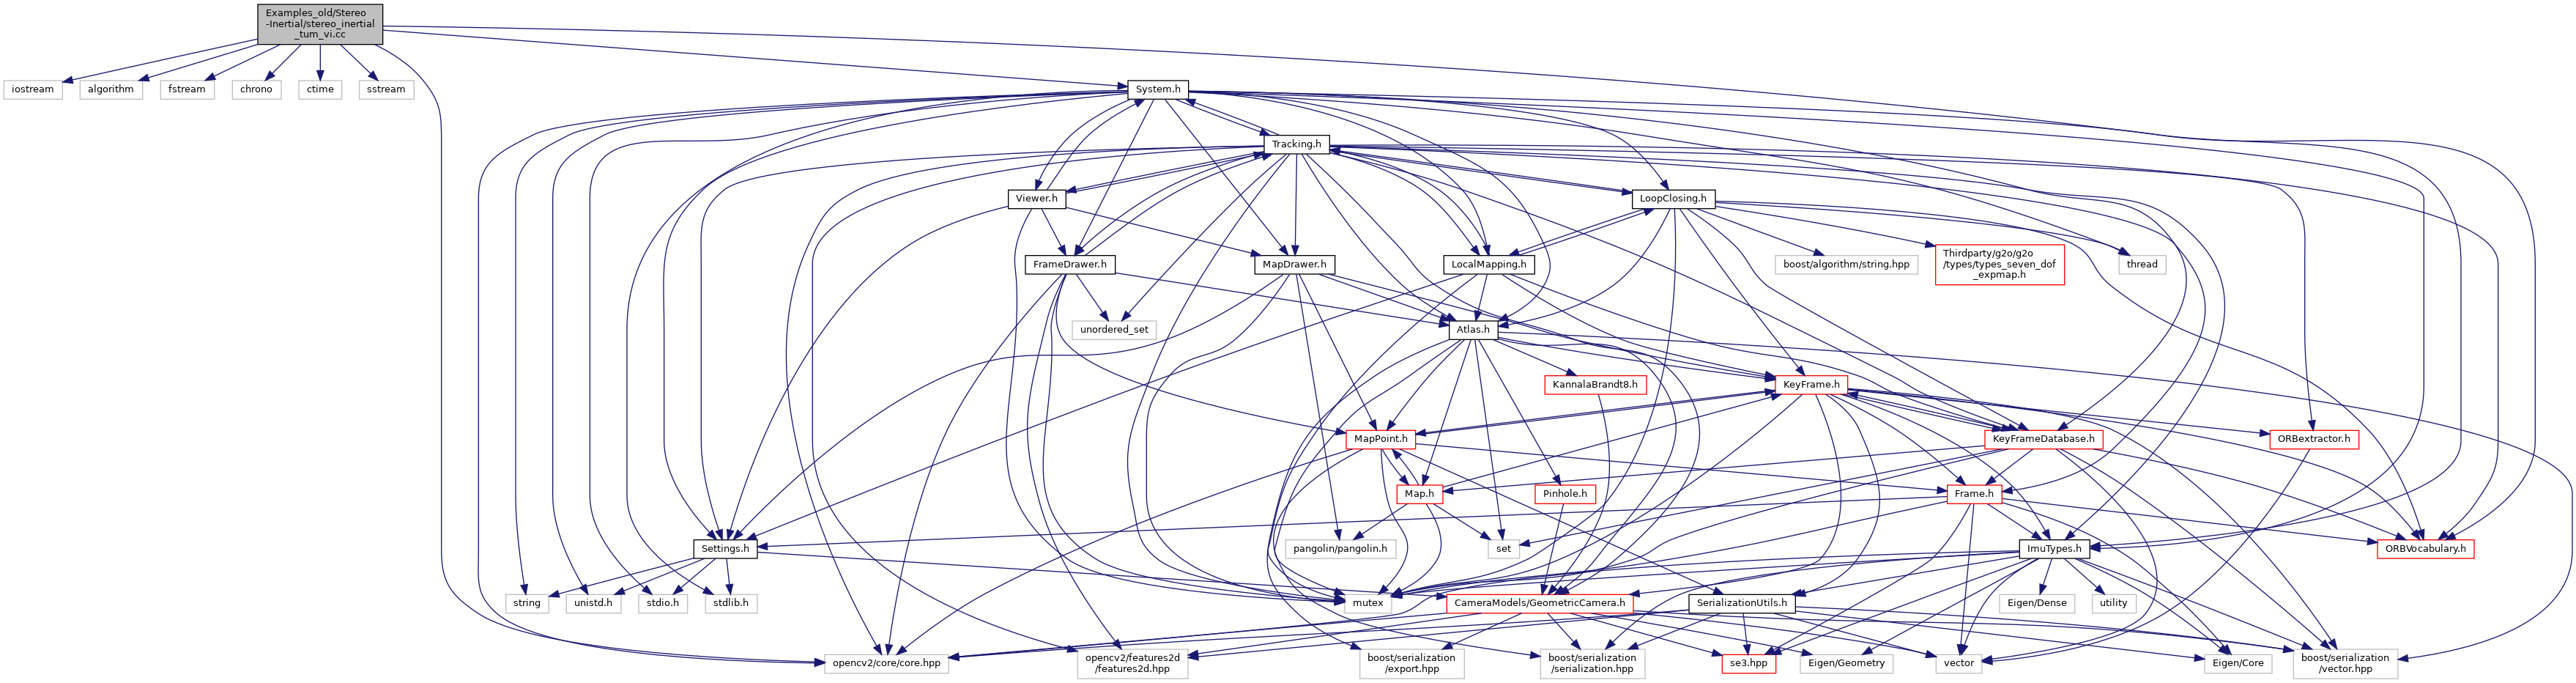 Examples_old/Stereo
-Inertial/stereo_inertial
_tum_vi.cc
iostream
algorithm
fstream
chrono
ctime
sstream
System.h
Tracking.h
Viewer.h
LoopClosing.h
FrameDrawer.h
MapDrawer.h
LocalMapping.h
boost/algorithm/string.hpp
Thirdparty/g2o/g2o
/types/types_seven_dof
_expmap.h
thread
unordered_set
Atlas.h
KannalaBrandt8.h
KeyFrame.h
MapPoint.h
KeyFrameDatabase.h
ORBextractor.h
Map.h
Pinhole.h
Frame.h
Settings.h
pangolin/pangolin.h
set
ImuTypes.h
ORBVocabulary.h
string
unistd.h
stdio.h
stdlib.h
mutex
CameraModels/GeometricCamera.h
SerializationUtils.h
Eigen/Dense
utility
opencv2/core/core.hpp
opencv2/features2d
/features2d.hpp
boost/serialization
/export.hpp
boost/serialization
/serialization.hpp
se3.hpp
Eigen/Geometry
vector
Eigen/Core
boost/serialization
/vector.hpp